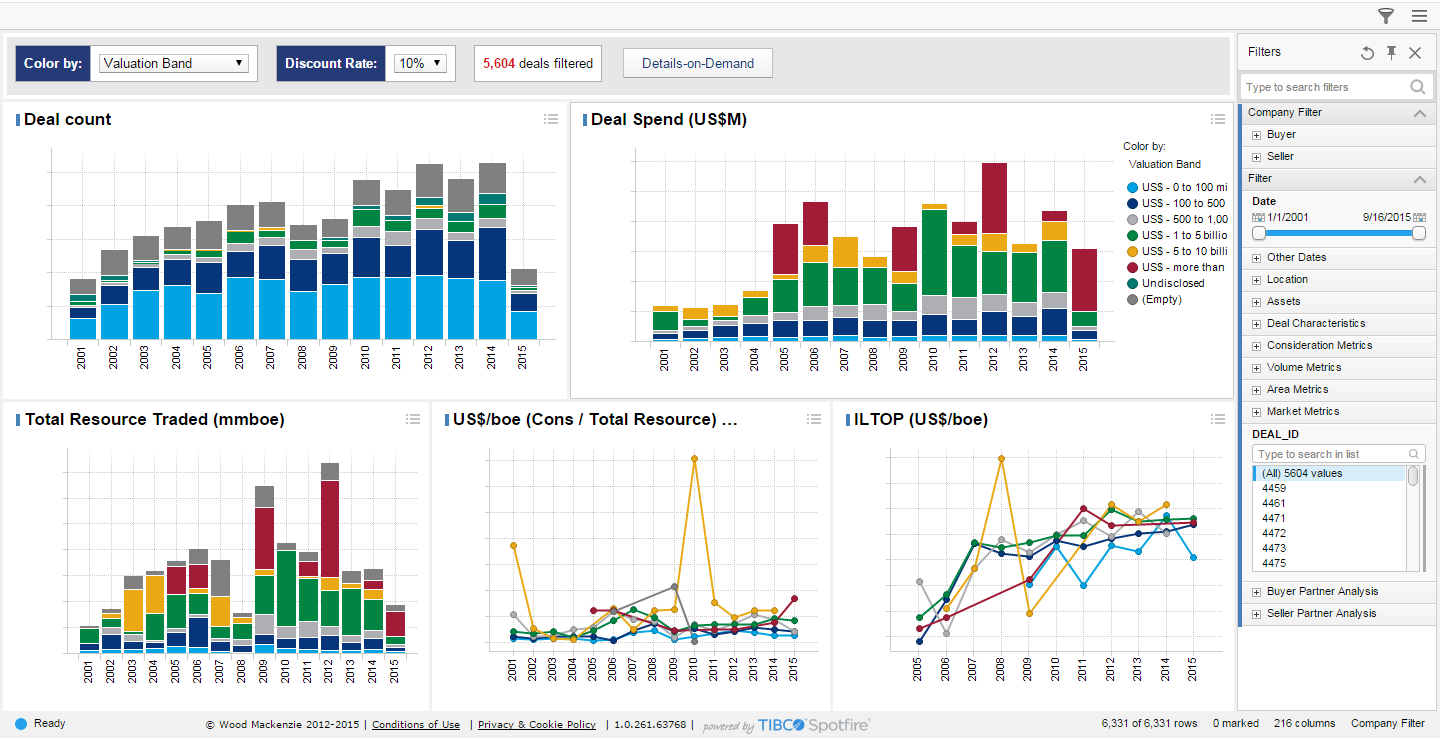 Color by:
Valuation Band
Discount Rate:
10%
5,604 deals filtered
Details-on-Demand
Deal count
2001 2002 2003 2004 2005 2006 2007 2008 2009 2010 2011 2012 2013 2014 2015
Deal Spend (US$M)
2001 2002 2003 2004 2005 2006 2007 2008 2009 2010 2011 2012 2013 2014 2015
Color by:
Valuation Band
US$ - 0 to 100 mi
US$ - 100 to 500
US$ - 500 to 1,00
US$ - 1 to 5 billio
US$ - 5 to 10 billi
US$ - more than
Undisclosed
(Empty)
Total Resource Traded (mmboe)
2001 2002 2003 2004 2005 2006 2007 2008 2009 2010 2011 2012 2013 2014 2015
US$/boe (Cons / Total Resource) ...
2001 2002 2003 2004 2005 2006 2007 2008 2009 2010 2011 2012 2013 2014 2015
ILTOP (US$/boe)
2005 2006 2007 2008 2009 2010 2011 2012 2013 2014 2015
Filters
Type to search filters
Company Filter
Buyer
Seller
Filter
Date
1/1/2001 9/16/2015
Other Dates
Location
Assets
Deal Characteristics
Consideration Metrics
Volume Metrics
Area Metrics
Market Metrics
DEAL_ID
Type to search in list
(All) 5604 values
4459
4461
4471
4472
4473
4475
Buyer Partner Analysis
Seller Partner Analysis
Ready
© Wood Mackenzie 2012-2015 | Conditions of Use | Privacy & Cookie Policy | 1.0.261.63768 | powered by TIBCO Spotfire®
6,331 of 6,331 rows 0 marked 216 columns Company Filter